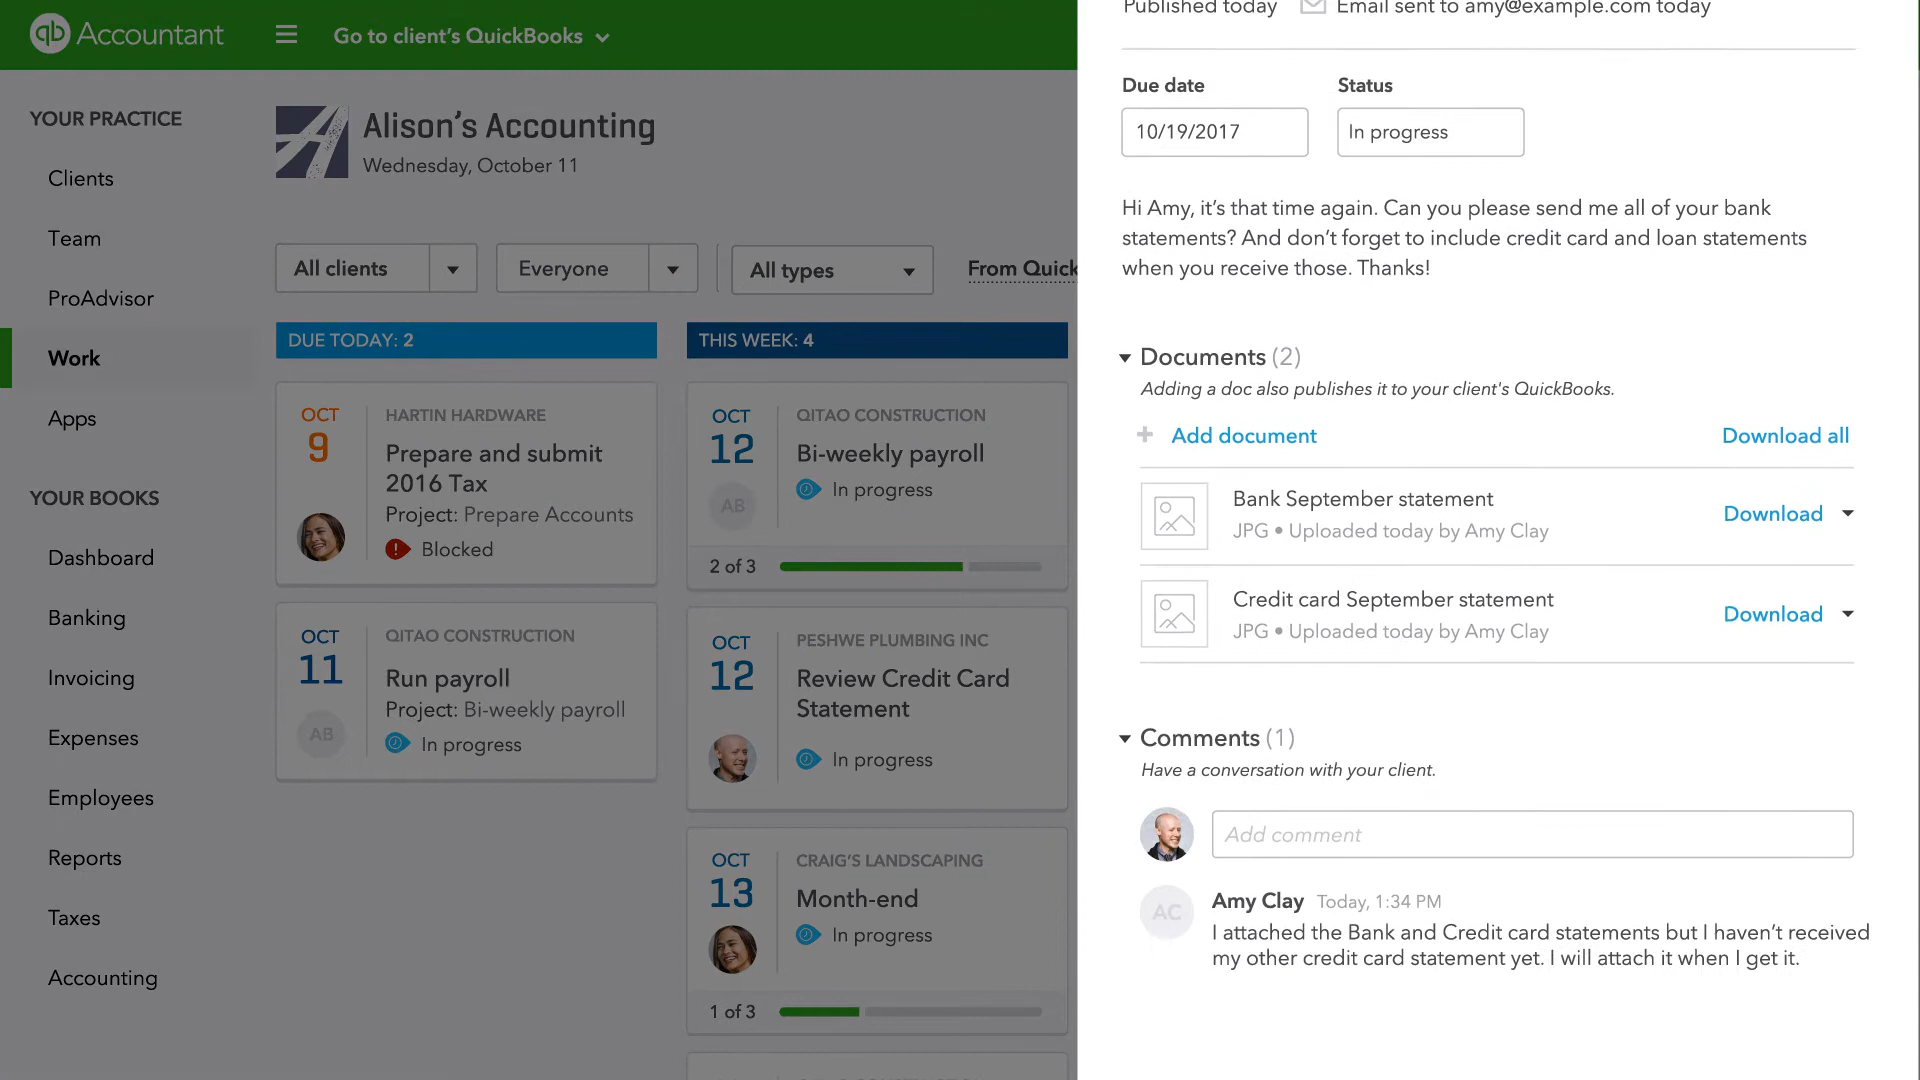 qb Accountant
Go to client's QuickBooks
YOUR PRACTICE
Clients
Team
ProAdvisor
Work
Apps
YOUR BOOKS
Dashboard
Banking
Invoicing
Expenses
Employees
Reports
Taxes
Accounting
Alison's Accounting
Wednesday, October 11
All clients
Everyone
All types
From Quick
DUE TODAY: 2
OCT
9
HARTIN HARDWARE
Prepare and submit
2016 Tax
Project: Prepare Accounts
Blocked
OCT
11
AB
QITAO CONSTRUCTION
Run payroll
Project: Bi-weekly payroll
In progress
THIS WEEK: 4
OCT
12
AB
QITAO CONSTRUCTION
Bi-weekly payroll
In progress
2 of 3
OCT
12
PESHWE PLUMBING INC
Review Credit Card
Statement
In progress
OCT
13
CRAIG'S LANDSCAPING
Month-end
In progress
1 of 3
Published today
Email sent to amy@example.com today
Due date
10/19/2017
Status
In progress
Hi Amy, it's that time again. Can you please send me all of your bank
statements? And don't forget to include credit card and loan statements
when you receive those. Thanks!
Documents (2)
Adding a doc also publishes it to your client's QuickBooks.
+ Add document
Download all
Bank September statement
JPG • Uploaded today by Amy Clay
Download
Credit card September statement
JPG • Uploaded today by Amy Clay
Download
Comments (1)
Have a conversation with your client.
Add comment
AC
Amy Clay Today, 1:34 PM
I attached the Bank and Credit card statements but I haven't received
my other credit card statement yet. I will attach it when I get it.